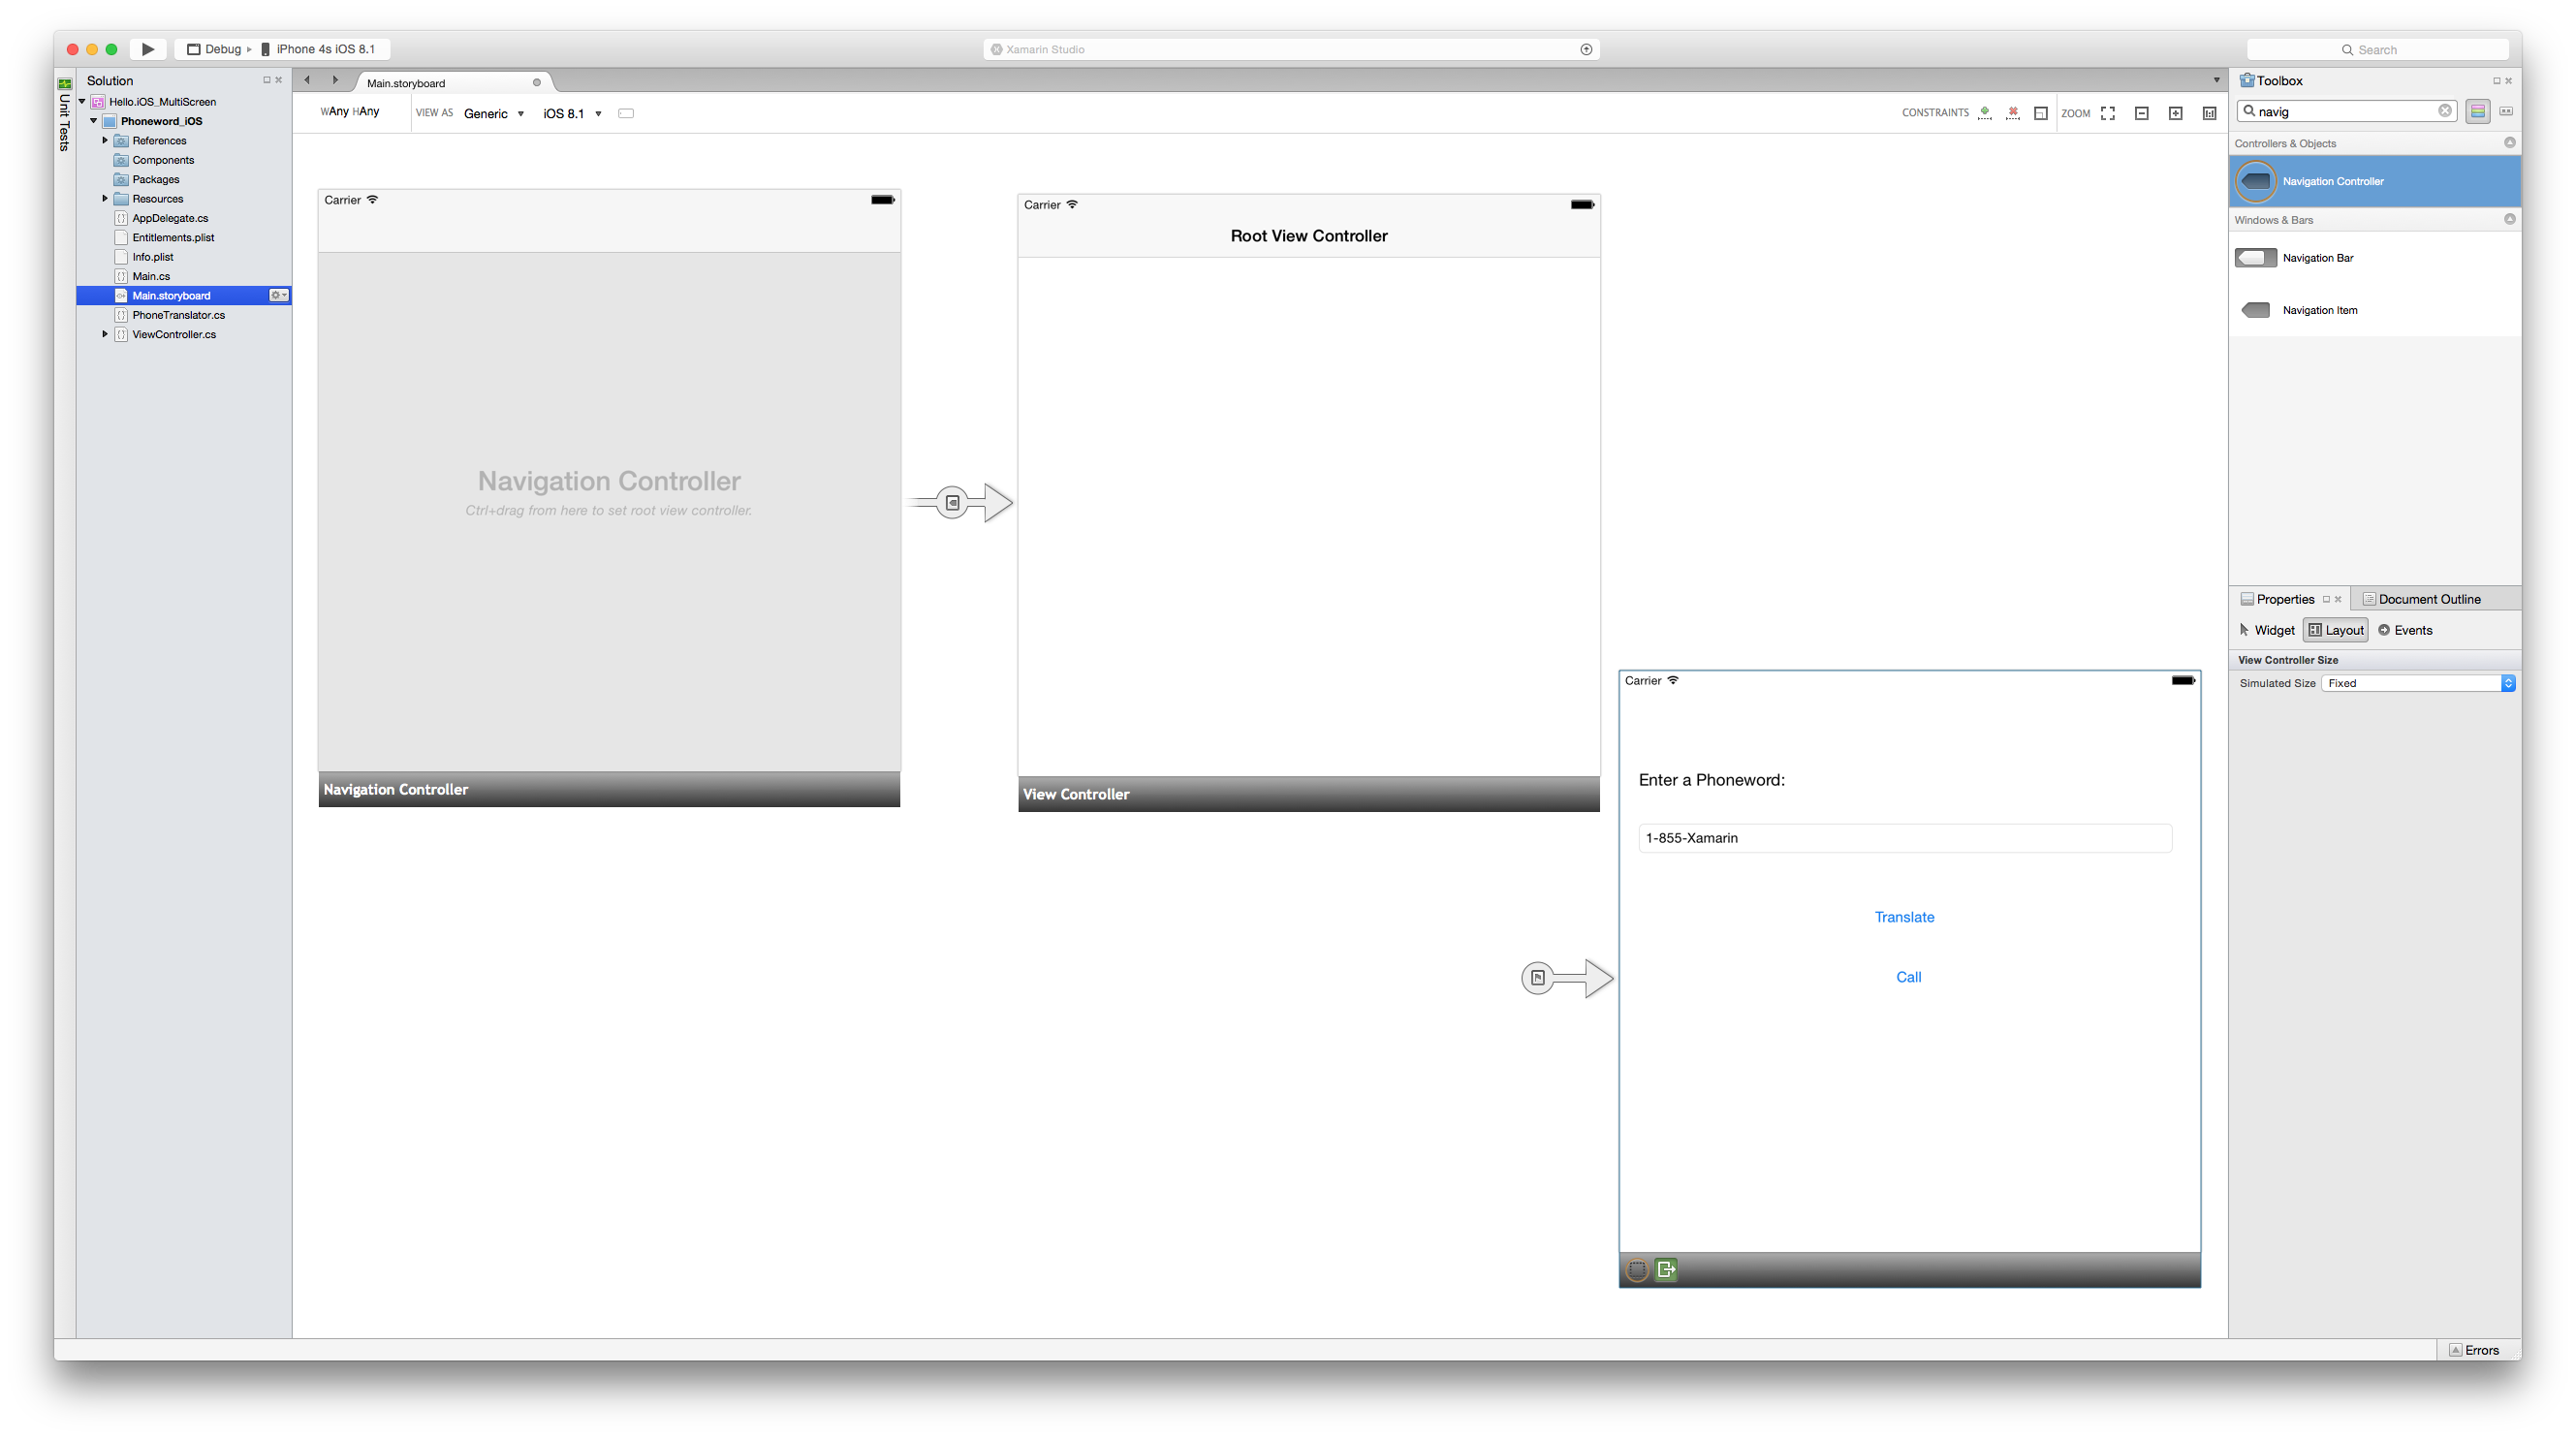 Debug
iPhone 4s iOS 8.1
Xamarin Studio
Search
Unit Tests
Solution
Hello.iOS_MultiScreen
Phoneword_iOS
References
Components
Packages
Resources
AppDelegate.cs
Entitlements.plist
Info.plist
Main.cs
Main.storyboard
PhoneTranslator.cs
ViewController.cs
Main.storyboard
wAny hAny
VIEW AS
Generic
iOS 8.1
CONSTRAINTS
ZOOM
Carrier
Navigation Controller
Ctrl+drag from here to set root view controller.
Navigation Controller
Carrier
Root View Controller
View Controller
Carrier
Enter a Phoneword:
1-855-Xamarin
Translate
Call
Toolbox
navig
Controllers & Objects
Navigation Controller
Windows & Bars
Navigation Bar
Navigation Item
Properties
Document Outline
Widget
Layout
Events
View Controller Size
Simulated Size
Fixed
Errors